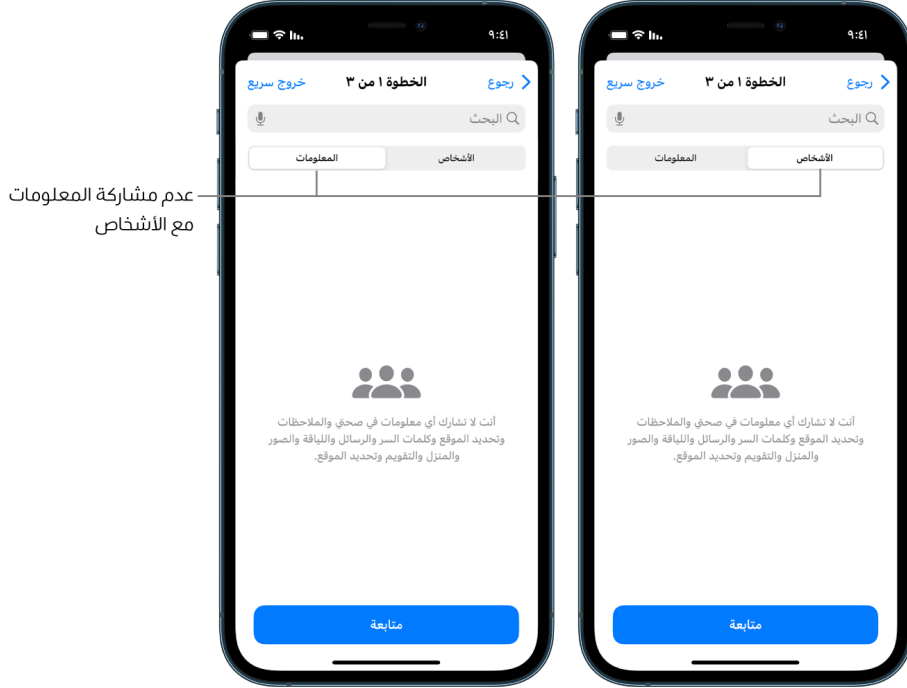 ٩:٤١
رجوع
الخطوة ١ من ٣
خروج سريع
البحث
الأشخاص
المعلومات
أنت لا تشارك أي معلومات في صحتي والملاحظات
وتحديد الموقع وكلمات السر والرسائل واللياقة والصور
والمنزل والتقويم وتحديد الموقع.
متابعة
٩:٤١
رجوع
الخطوة ١ من ٣
خروج سريع
البحث
الأشخاص
المعلومات
أنت لا تشارك أي معلومات في صحتي والملاحظات
وتحديد الموقع وكلمات السر والرسائل واللياقة والصور
والمنزل والتقويم وتحديد الموقع.
متابعة
عدم مشاركة المعلومات
مع الأشخاص